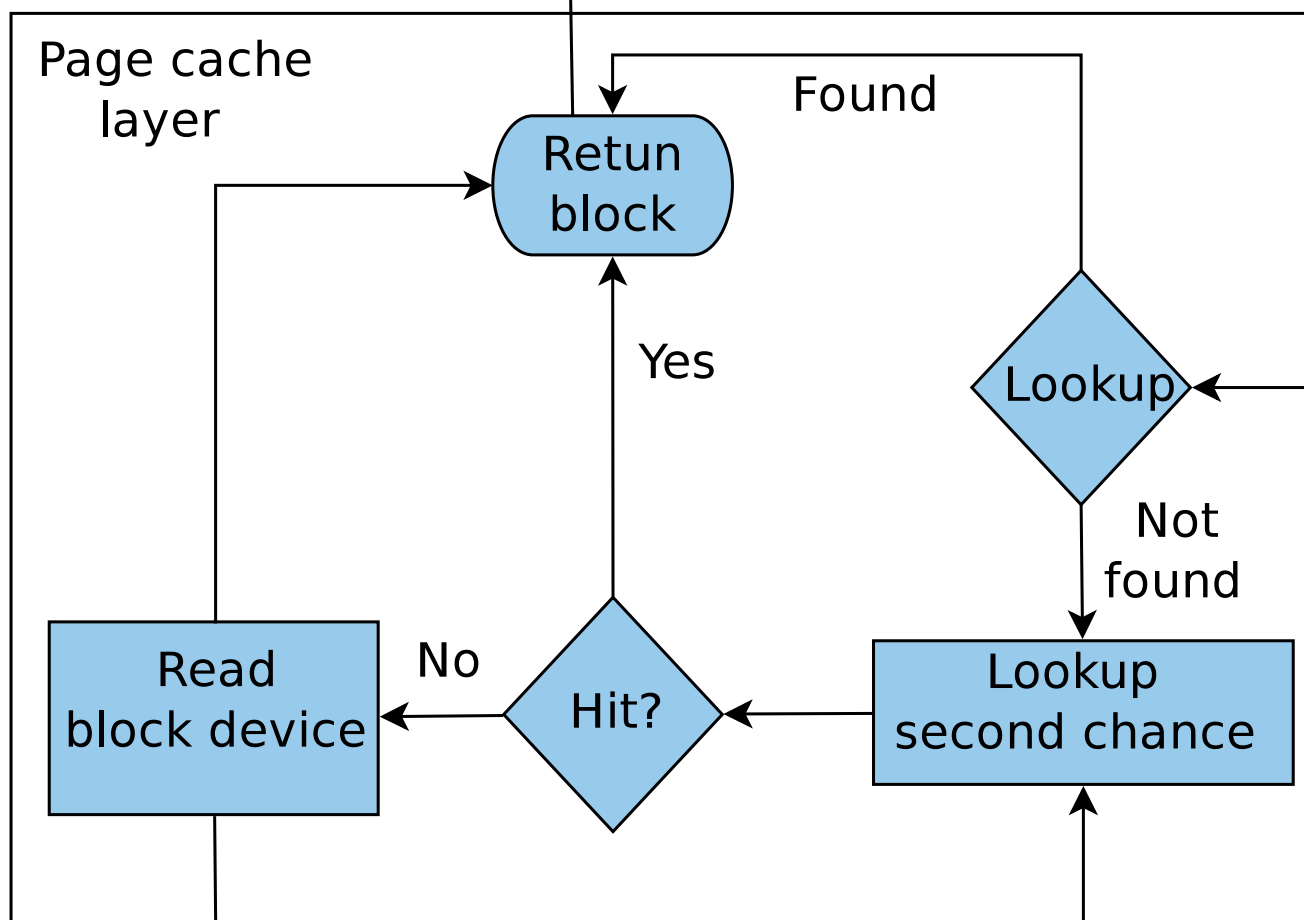 Page cache
layer
Found
Retun
block
Yes
Lookup
Not
found
No
Read
block device
Hit?
Lookup
second chance